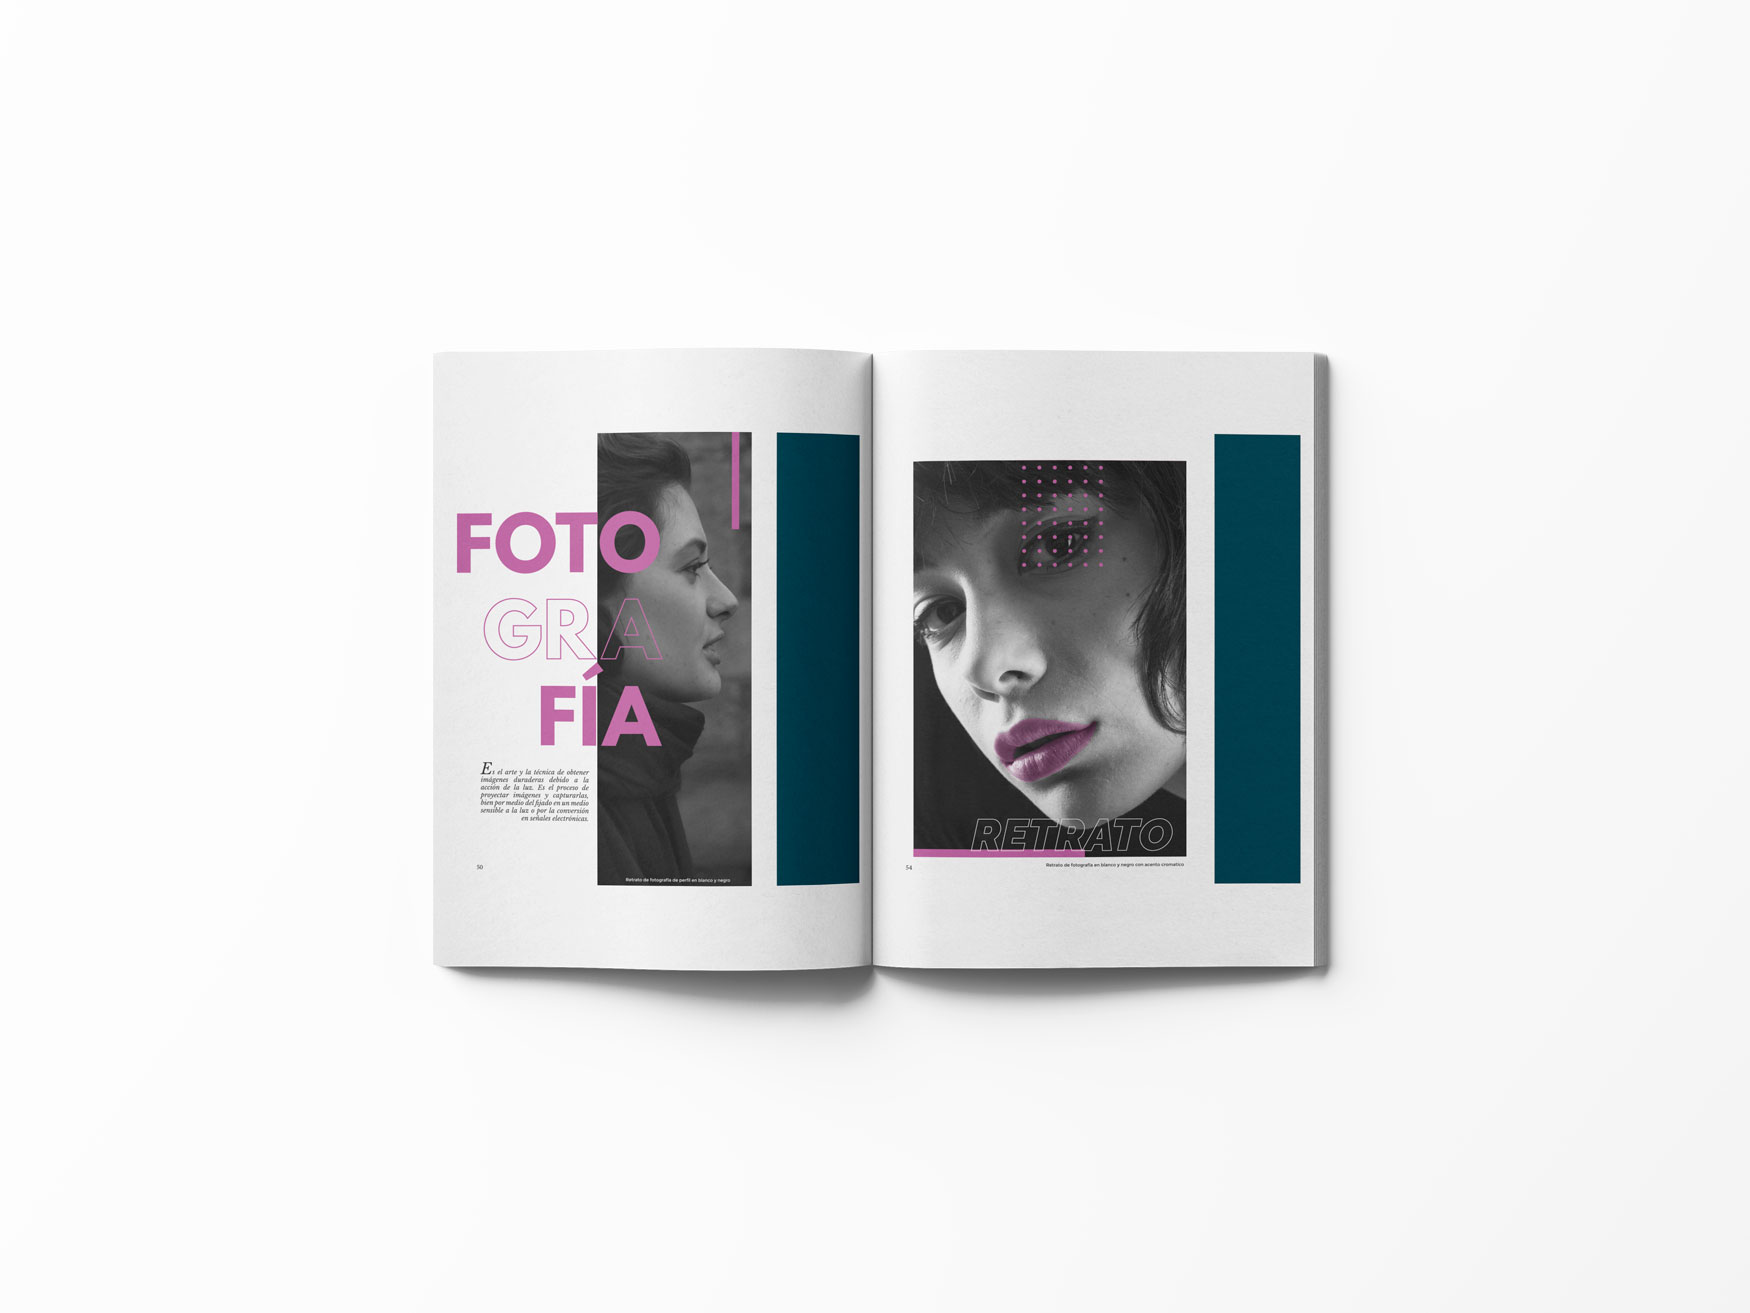 FOTO
GRA
FÍA
Es el arte y la técnica de obtener
imágenes duraderas debido a la
acción de la luz. Es el proceso de
proyectar imágenes y capturarlas,
bien por medio del fijado en un medio
sensible a la luz o por la conversión
en señales electrónicas.
50
Retrato de fotografía de perfil en blanco y negro
RETRATO
54
Retrato de fotografía en blanco y negro con acento cromatico